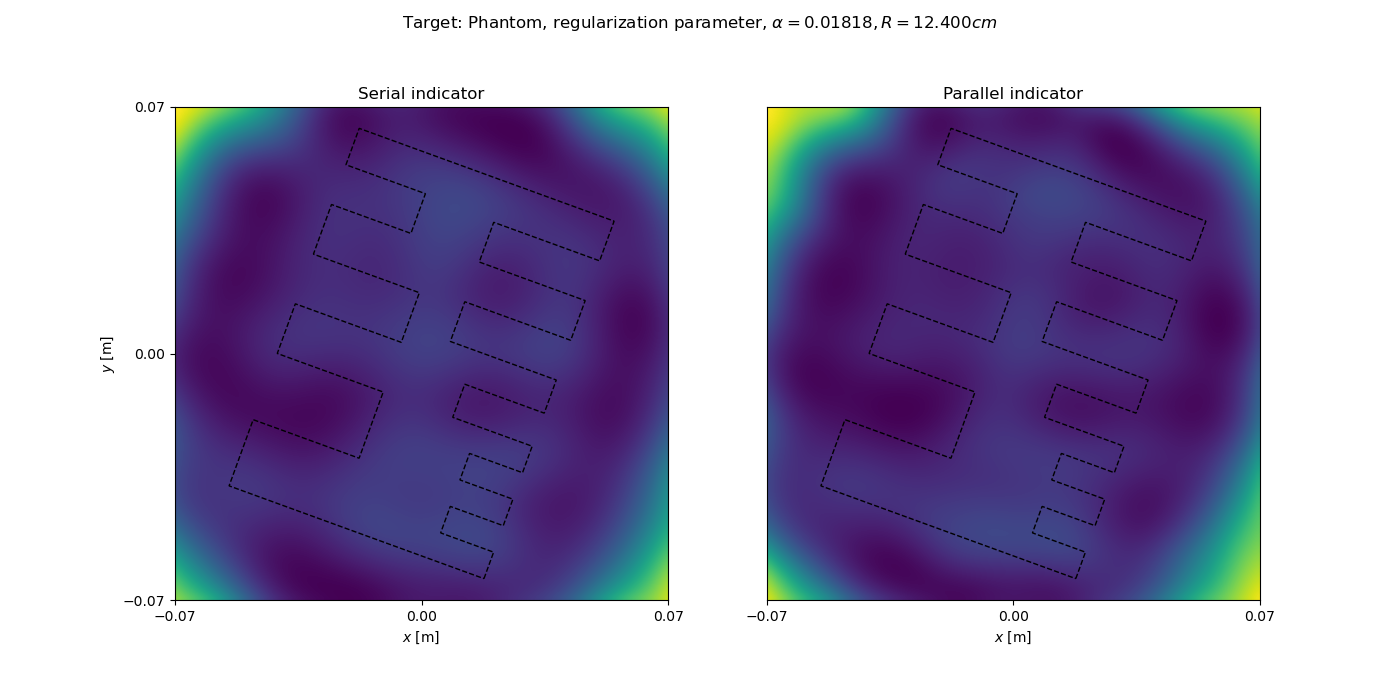 Target: Phantom, regularization parameter, α = 0.01818, R = 12.400cm
Serial indicator
Parallel indicator
0.07
0.00
−0.07
y [m]
−0.07
0.00
0.07
−0.07
0.00
0.07
x [m]
x [m]